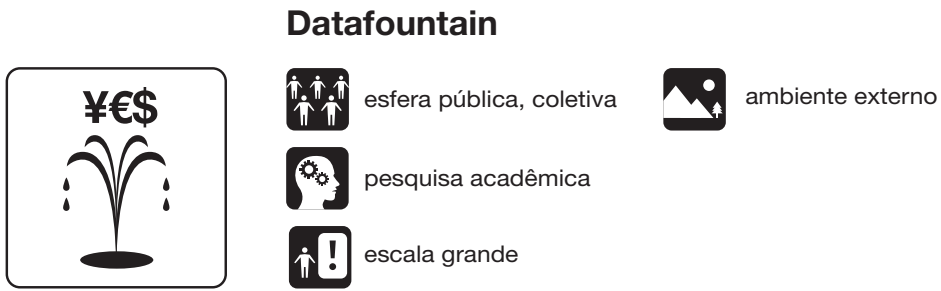 Datafountain
¥€$
esfera pública, coletiva
ambiente externo
pesquisa acadêmica
!
escala grande